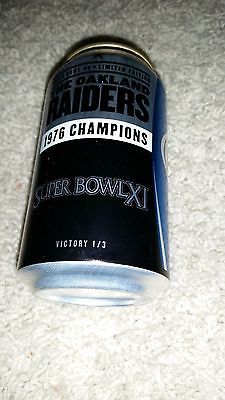 THE OAKLAND
RAIDERS
1976 CHAMPIONS
SUPER BOWL XI
VICTORY 1/3